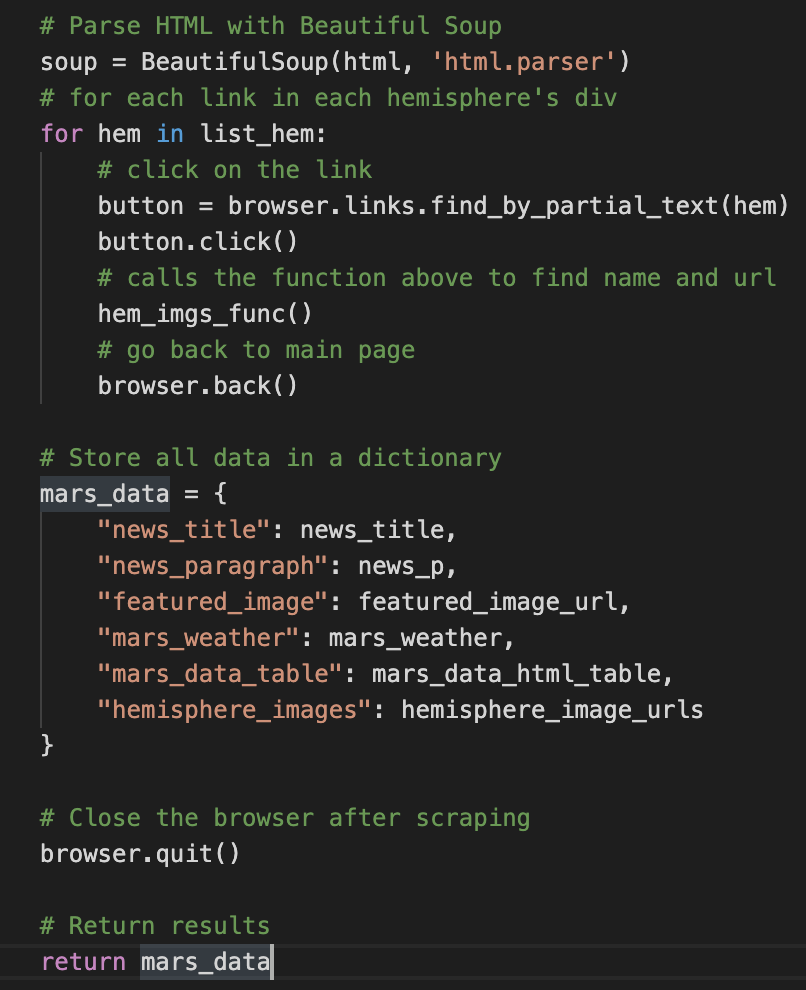 # Parse HTML with Beautiful Soup
soup = BeautifulSoup(html, 'html.parser')
# for each link in each hemisphere's div
for hem in list_hem:
    # click on the link
    button = browser.links.find_by_partial_text(hem)
    button.click()
    # calls the function above to find name and url
    hem_imgs_func()
    # go back to main page
    browser.back()

# Store all data in a dictionary
mars_data = {
    "news_title": news_title,
    "news_paragraph": news_p,
    "featured_image": featured_image_url,
    "mars_weather": mars_weather,
    "mars_data_table": mars_data_html_table,
    "hemisphere_images": hemisphere_image_urls
}

# Close the browser after scraping
browser.quit()

# Return results
return mars_data